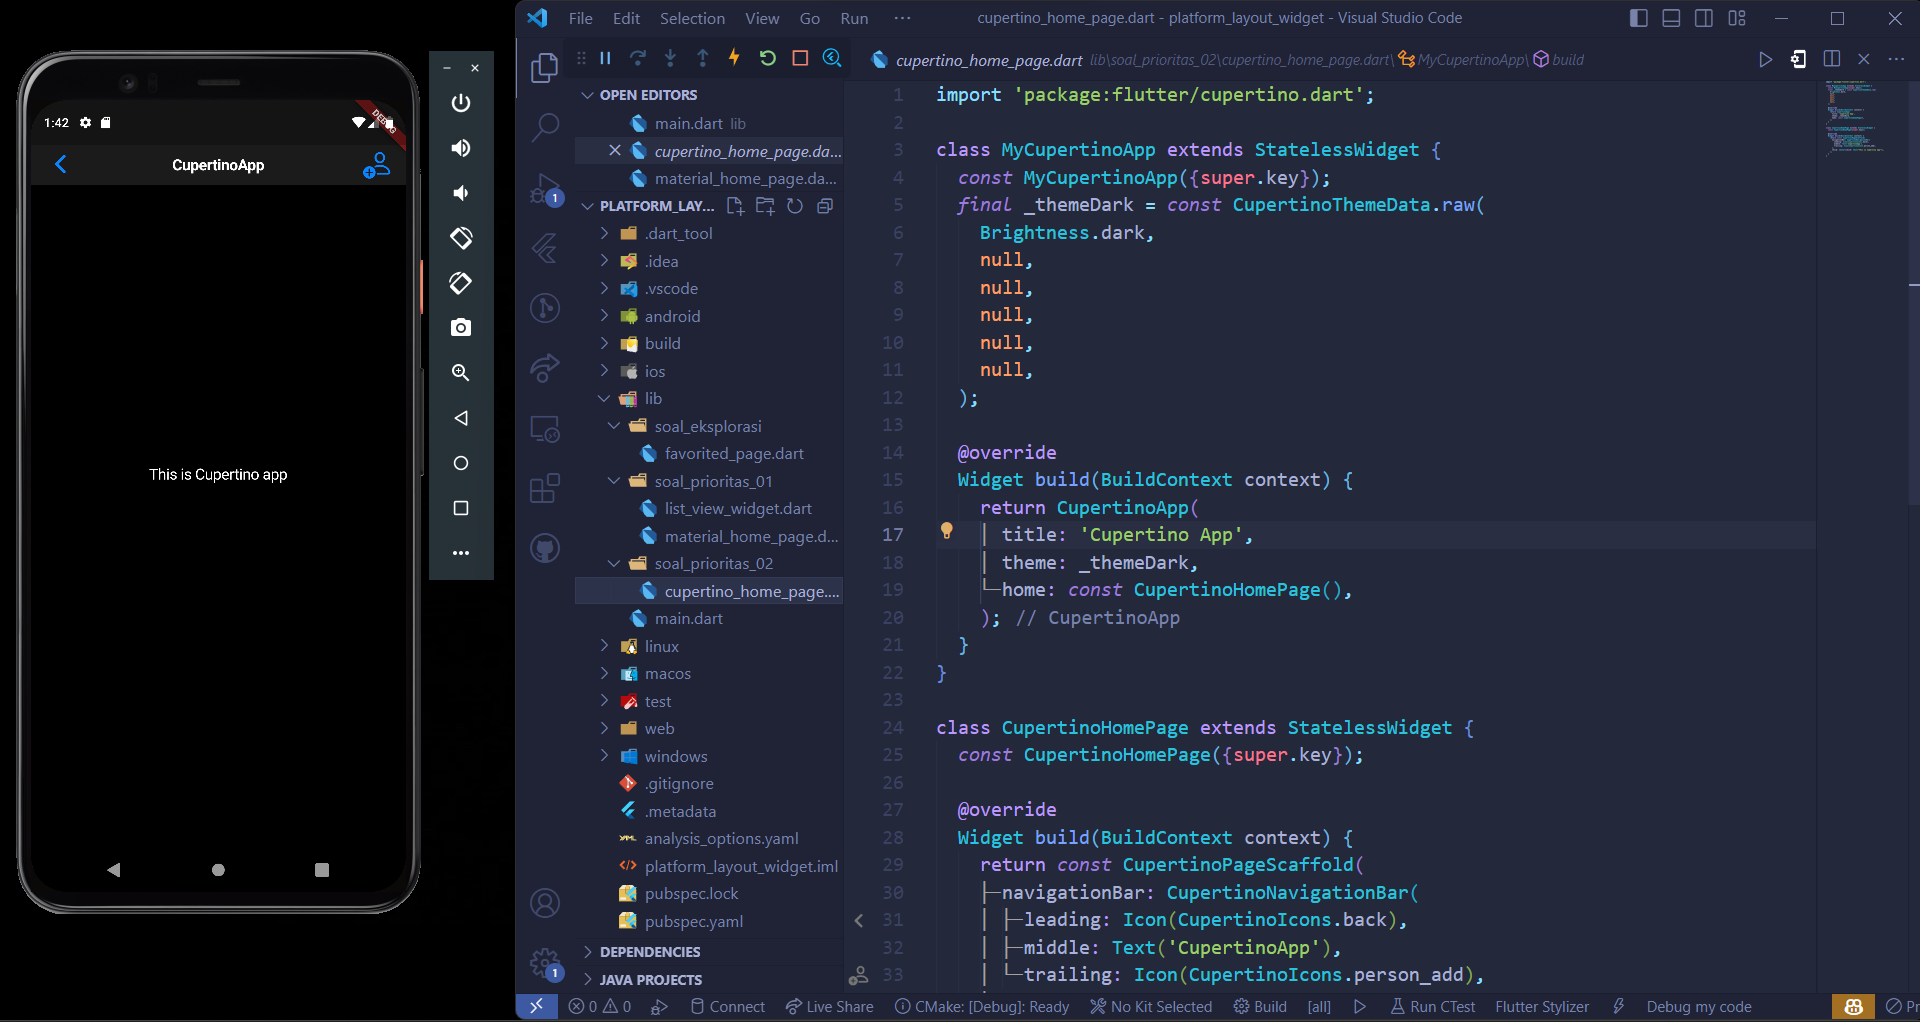 1:42
DEBUG
CupertinoApp
This is Cupertino app
File Edit Selection View Go Run ···
cupertino_home_page.dart - platform_layout_widget - Visual Studio Code
cupertino_home_page.dart lib\soal_prioritas_02\cupertino_home_page.dart\ MyCupertinoApp\ build
OPEN EDITORS
main.dart lib
cupertino_home_page.da...
material_home_page.da...
PLATFORM_LAY...
.dart_tool
.idea
.vscode
android
build
ios
lib
soal_eksplorasi
favorited_page.dart
soal_prioritas_01
list_view_widget.dart
material_home_page.d...
soal_prioritas_02
cupertino_home_page....
main.dart
linux
macos
test
web
windows
.gitignore
.metadata
analysis_options.yaml
platform_layout_widget.iml
pubspec.lock
pubspec.yaml
DEPENDENCIES
JAVA PROJECTS
1
1
1 import 'package:flutter/cupertino.dart';
2
3 class MyCupertinoApp extends StatelessWidget {
4 const MyCupertinoApp({super.key});
5 final _themeDark = const CupertinoThemeData.raw(
6 Brightness.dark,
7 null,
8 null,
9 null,
10 null,
11 null,
12 );
13
14 @override
15 Widget build(BuildContext context) {
16 return CupertinoApp(
17 title: 'Cupertino App',
18 theme: _themeDark,
19 home: const CupertinoHomePage(),
20 ); // CupertinoApp
21 }
22 }
23
24 class CupertinoHomePage extends StatelessWidget {
25 const CupertinoHomePage({super.key});
26
27 @override
28 Widget build(BuildContext context) {
29 return const CupertinoPageScaffold(
30 navigationBar: CupertinoNavigationBar(
31 leading: Icon(CupertinoIcons.back),
32 middle: Text('CupertinoApp'),
33 trailing: Icon(CupertinoIcons.person_add),
0 0 Connect Live Share CMake: [Debug]: Ready No Kit Selected Build [all] Run CTest Flutter Stylizer Debug my code Pr